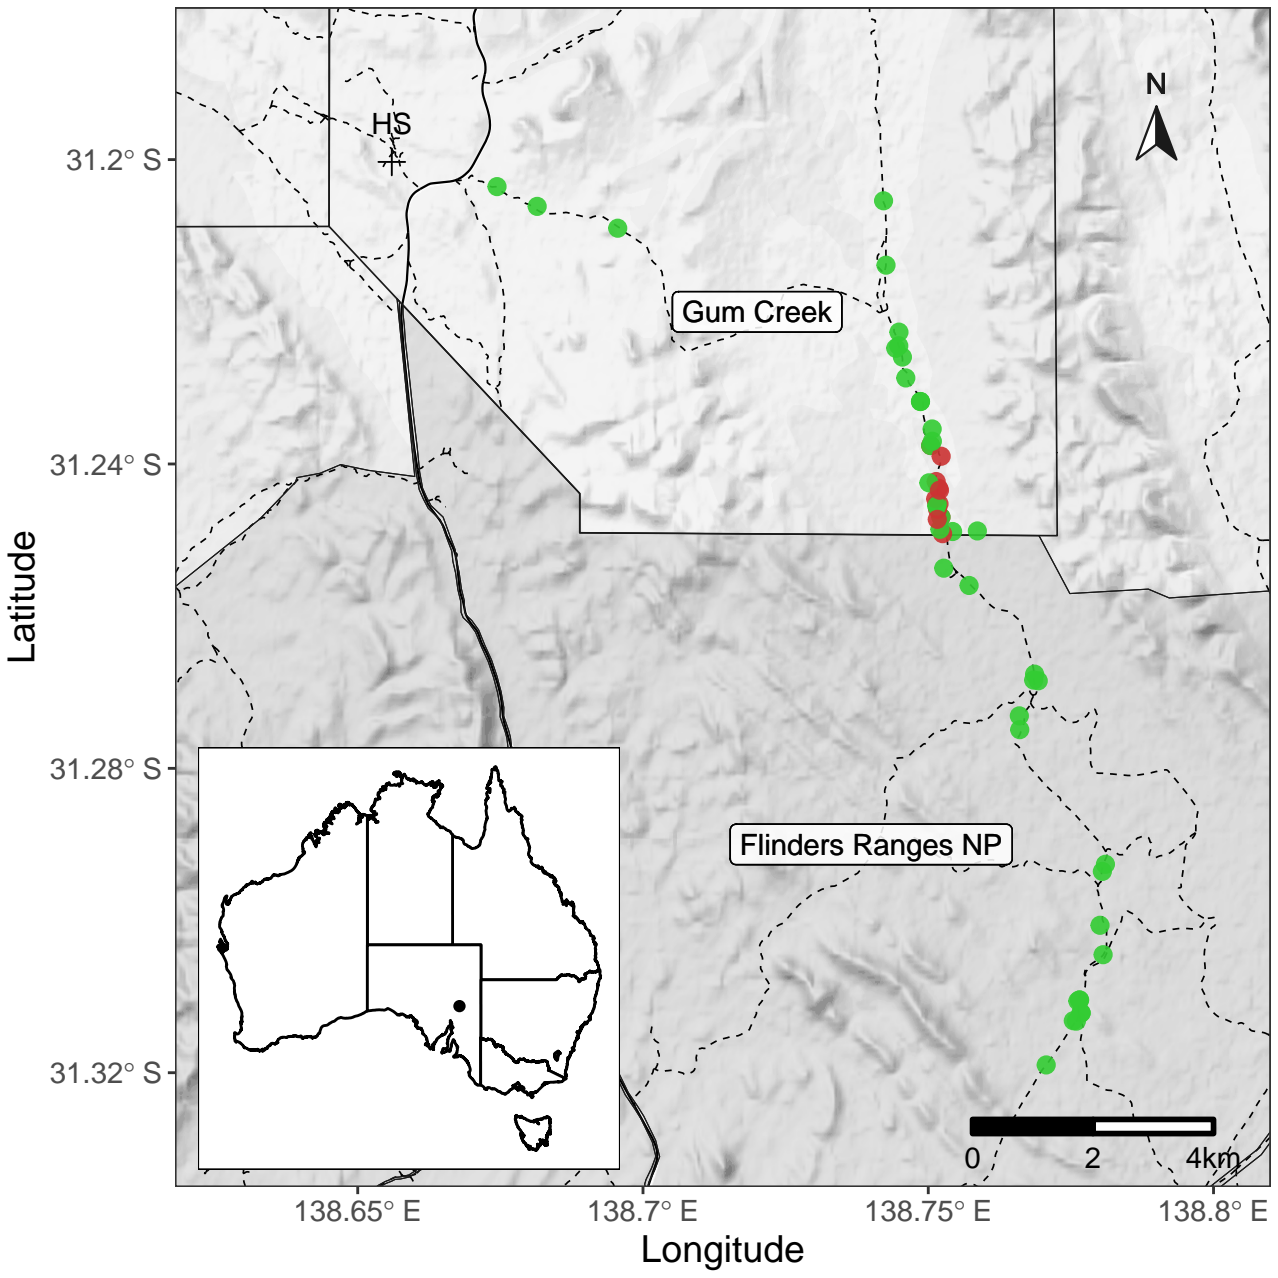 N
HS
31.2° S
Gum Creek
31.24° S
Latitude
31.28° S
Flinders Ranges NP
31.32° S
0 2 4km
138.65° E 138.7° E 138.75° E 138.8° E
Longitude